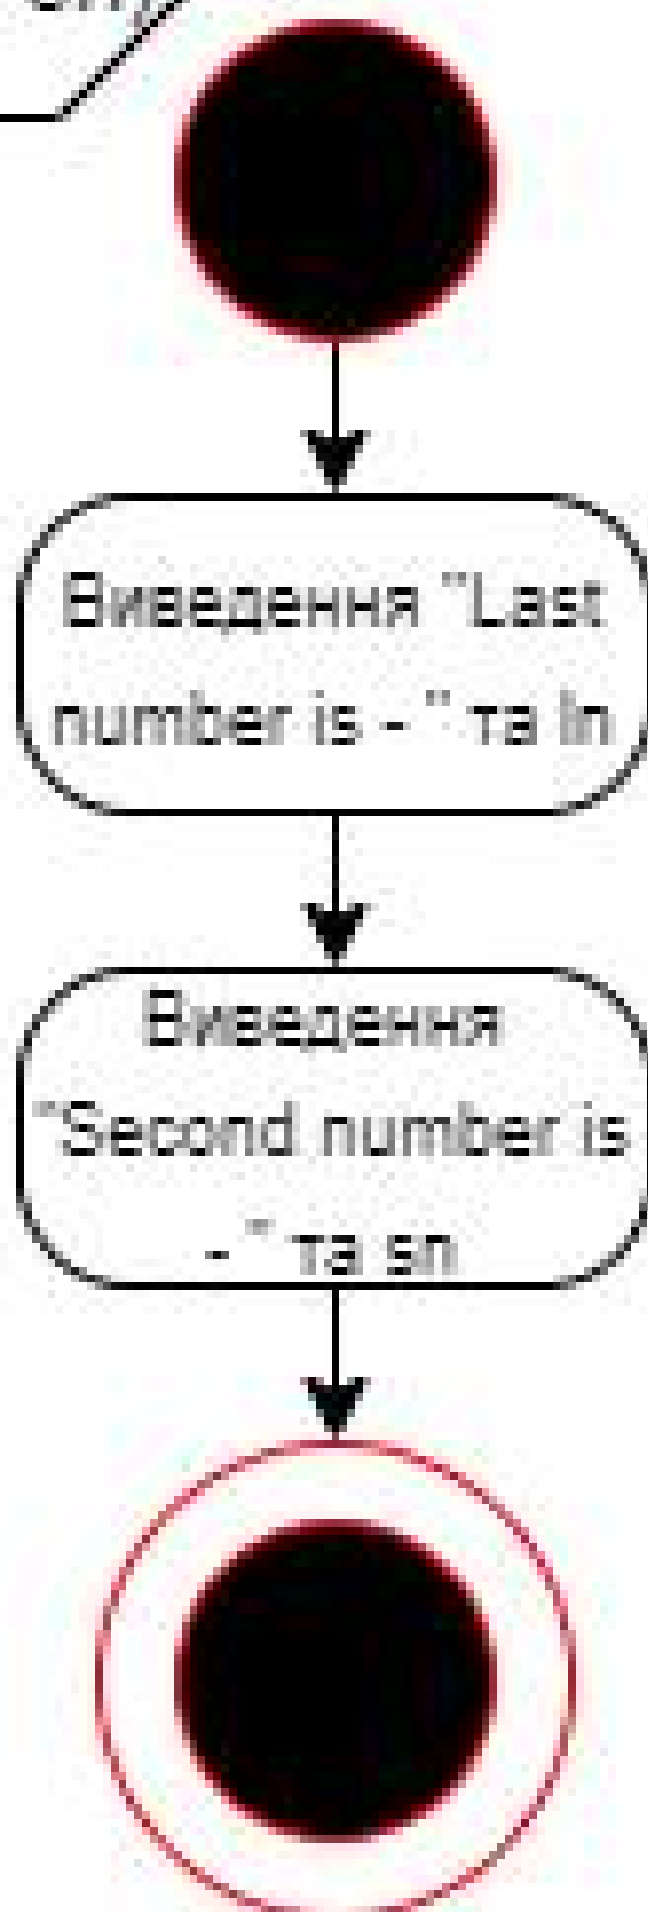 Виведення "Last
number is - " та ln
Виведення
"Second number is
- " та sn